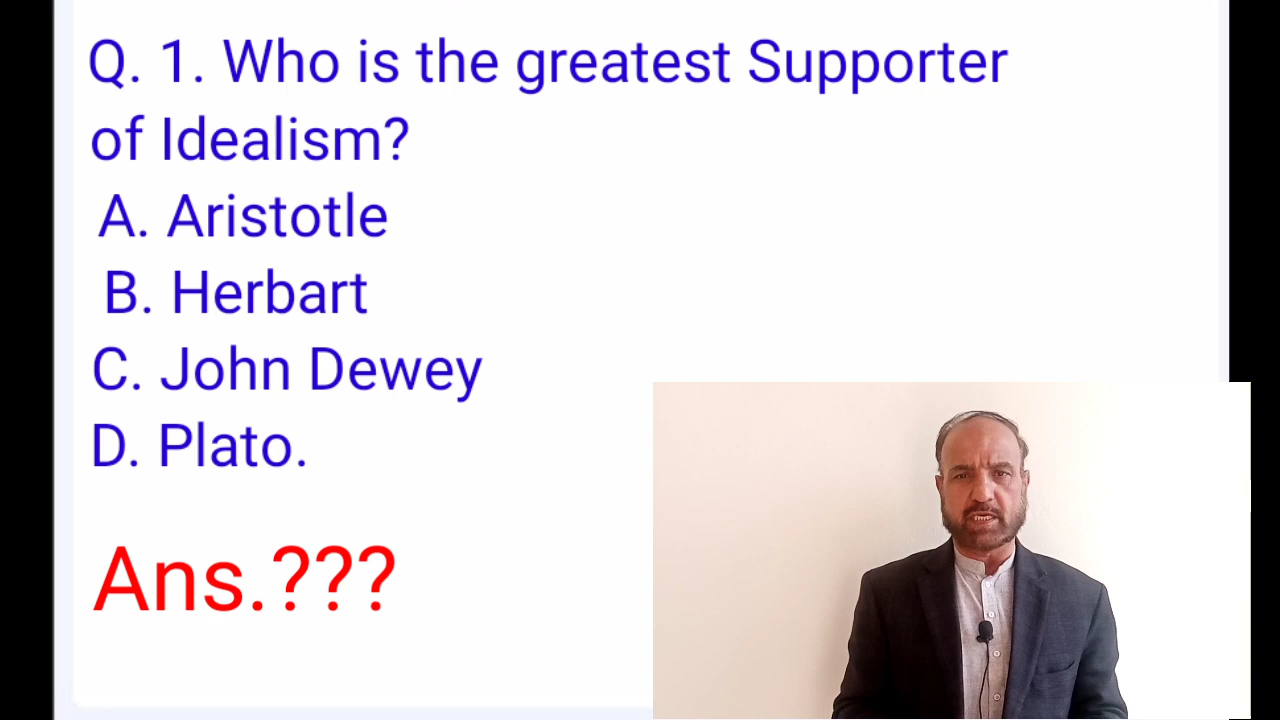 Q. 1. Who is the greatest Supporter
of Idealism?
A. Aristotle
B. Herbart
C. John Dewey
D. Plato.
Ans.???